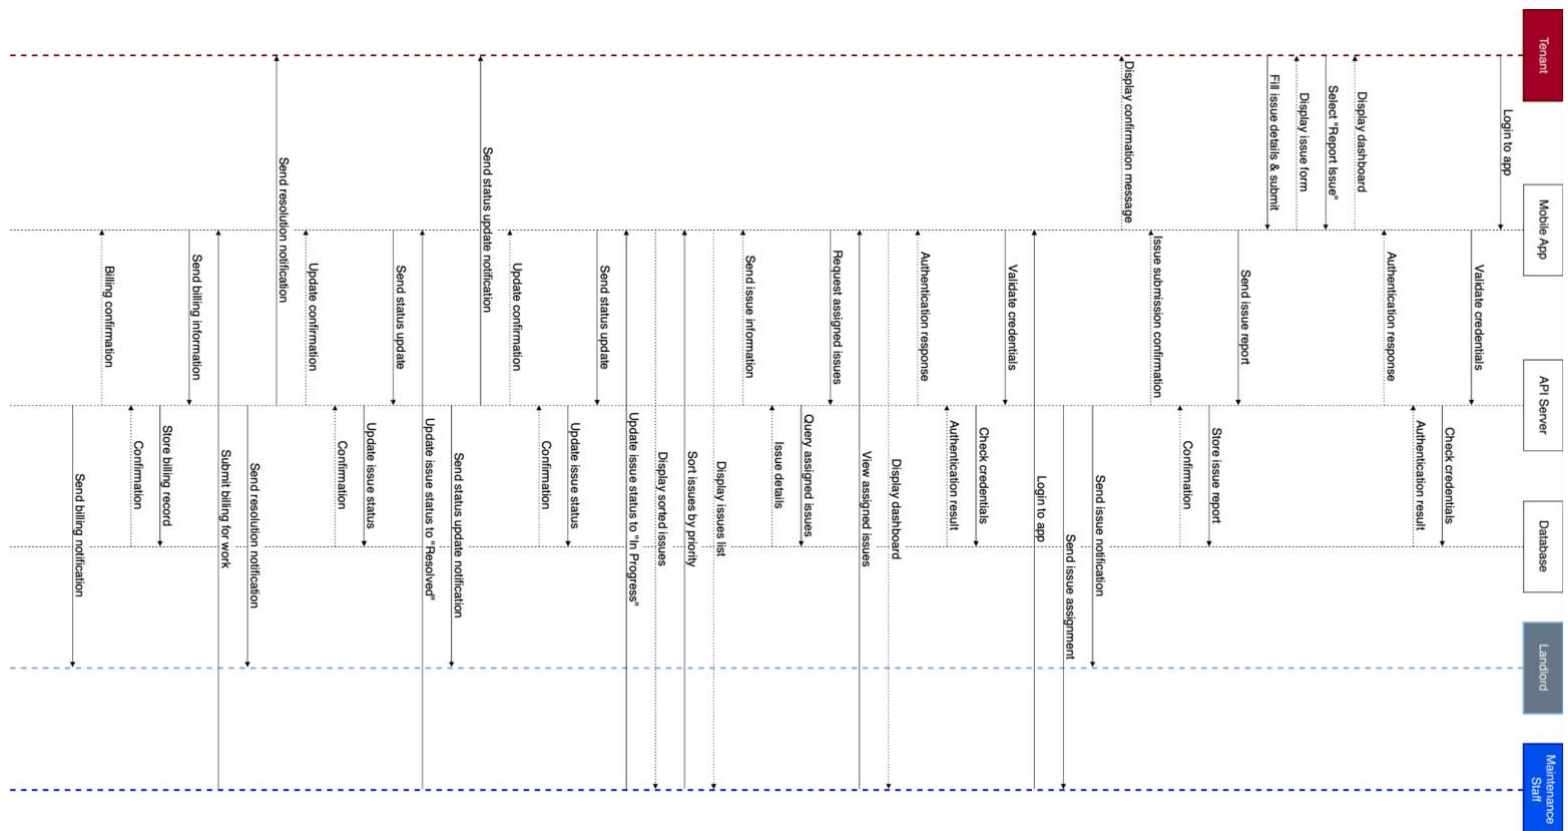 Tenant
Mobile App
API Server
Database
Landlord
Maintenance
Staff
Login to app
Validate credentials
Check credentials
Authentication result
Authentication response
Display dashboard
Select "Report Issue"
Display issue form
Fill issue details & submit
Send issue report
Store issue report
Confirmation
Issue submission confirmation
Display confirmation message
Send issue notification
Send issue assignment
Login to app
Validate credentials
Check credentials
Authentication result
Authentication response
Display dashboard
View assigned issues
Request assigned issues
Query assigned issues
Issue details
Send issue information
Display issues list
Sort issues by priority
Display sorted issues
Update issue status to "In Progress"
Send status update
Update issue status
Confirmation
Update confirmation
Send status update notification
Send status update notification
Update issue status to "Resolved"
Send status update
Update issue status
Confirmation
Update confirmation
Send resolution notification
Send resolution notification
Submit billing for work
Send billing information
Store billing record
Confirmation
Billing confirmation
Send billing notification